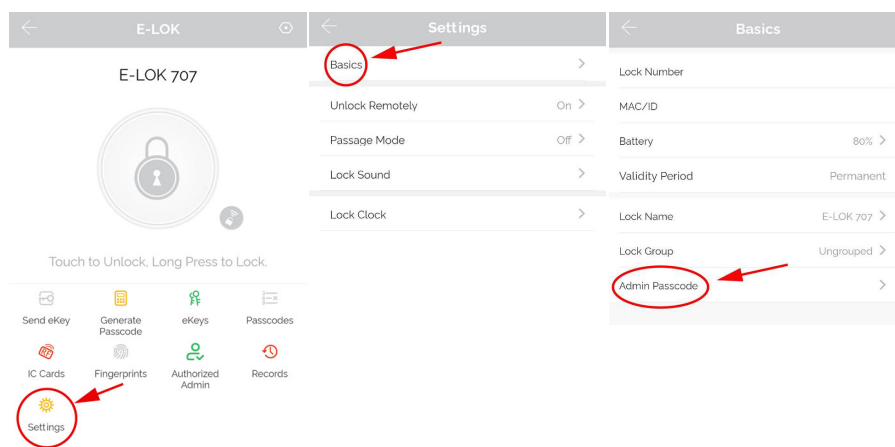 E-LOK
E-LOK 707
Touch to Unlock, Long Press to Lock.
Send eKey
Generate
Passcode
eKeys
Passcodes
IC Cards
Fingerprints
Authorized
Admin
Records
Settings
Settings
Basics
Unlock Remotely On
Passage Mode Off
Lock Sound
Lock Clock
Basics
Lock Number
MAC/ID
Battery 80%
Validity Period Permanent
Lock Name E-LOK 707
Lock Group Ungrouped
Admin Passcode